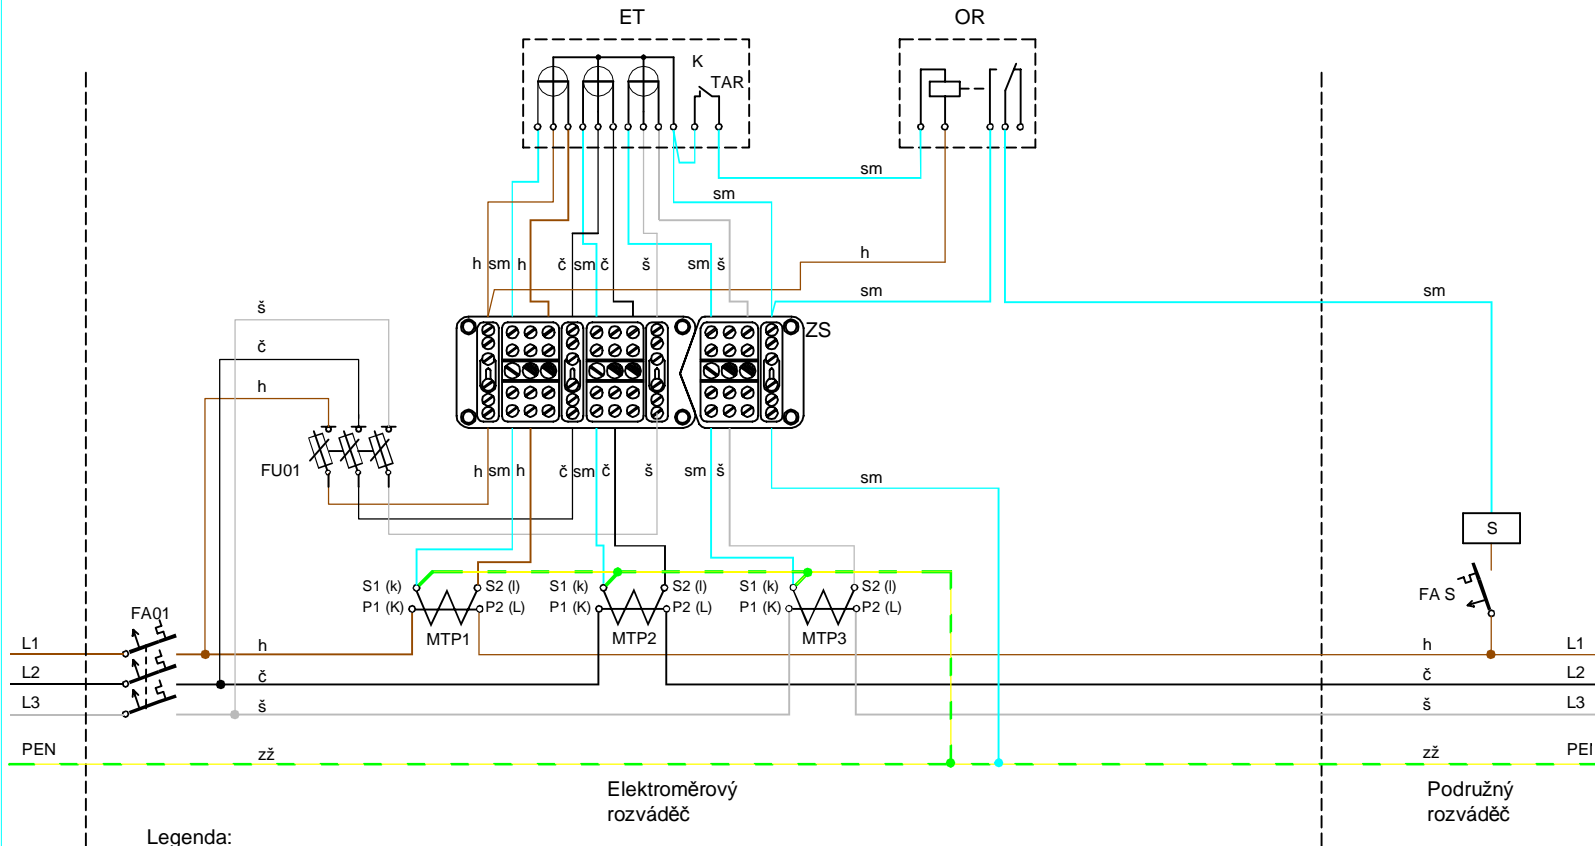 ET
OR
K
TAR
sm
sm
h
h sm h č sm č š sm š
š
sm
sm
ZS
č
h
FU01
h sm h č sm č š sm š
sm
S
S1 (k) S2 (l) S1 (k) S2 (l) S1 (k) S2 (l)
P1 (K) P2 (L) P1 (K) P2 (L) P1 (K) P2 (L)
FA S
FA01
MTP1 MTP2 MTP3
L1 h h L1
L2 č č L2
L3 š š L3
PEN zž zž PEI
Elektroměrový
rozváděč
Podružný
rozváděč
Legenda: